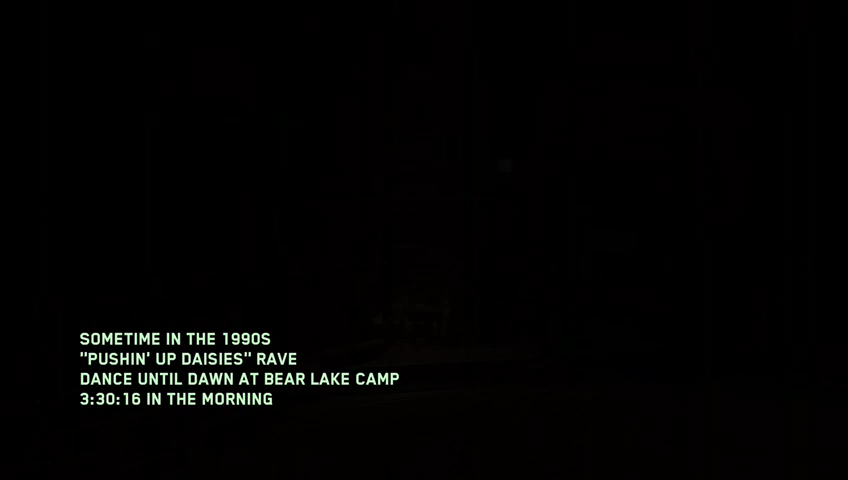 SOMETIME IN THE 1990S
"PUSHIN' UP DAISIES" RAVE
DANCE UNTIL DAWN AT BEAR LAKE CAMP
3:30:16 IN THE MORNING